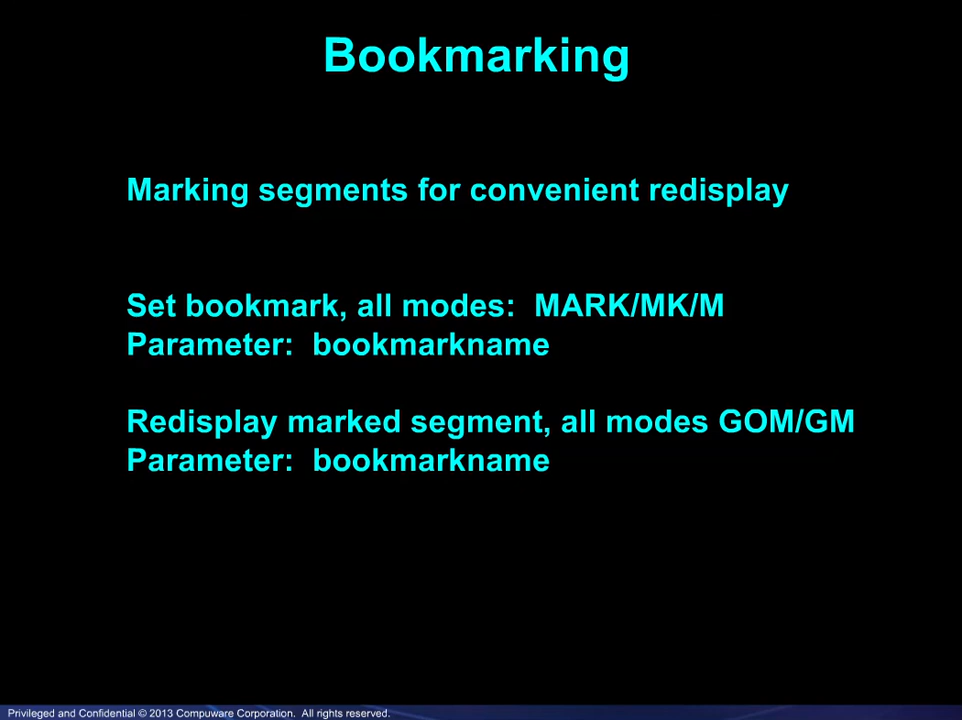 Bookmarking
Marking segments for convenient redisplay
Set bookmark, all modes:  MARK/MK/M
Parameter:  bookmarkname
Redisplay marked segment, all modes GOM/GM
Parameter:  bookmarkname
Privileged and Confidential © 2013 Compuware Corporation.  All rights reserved.